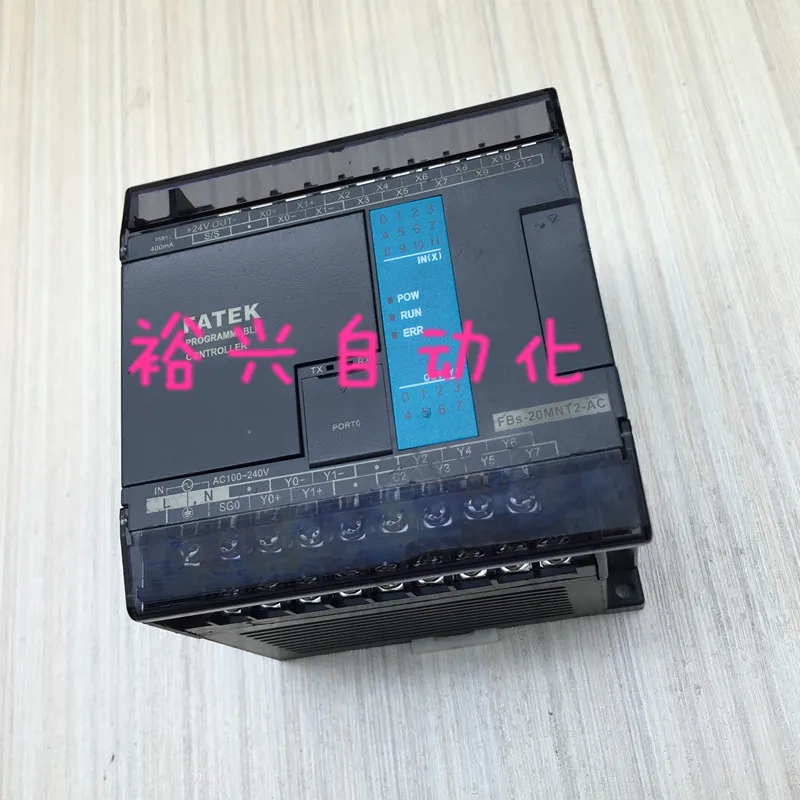 X0+ X1+ X2 X4 X6 X8 X10
+24V OUT- X0- X1- X3 X5 X7 X9 X11
max. 400mA
S/S
0 1 2 3
4 5 6 7
8 9 10 11
IN(X)
POW
RUN
ERR
FATEK
PROGRAMMABLE
CONTROLLER
裕兴自动化
TX
PORT0
0 1 2 3
4 5 6 7
FBs-20MNT2-AC
IN AC100-240V
L N Y0- Y1- Y2 Y4 Y6
SG0 Y0+ Y1+ C2 Y3 Y5 Y7